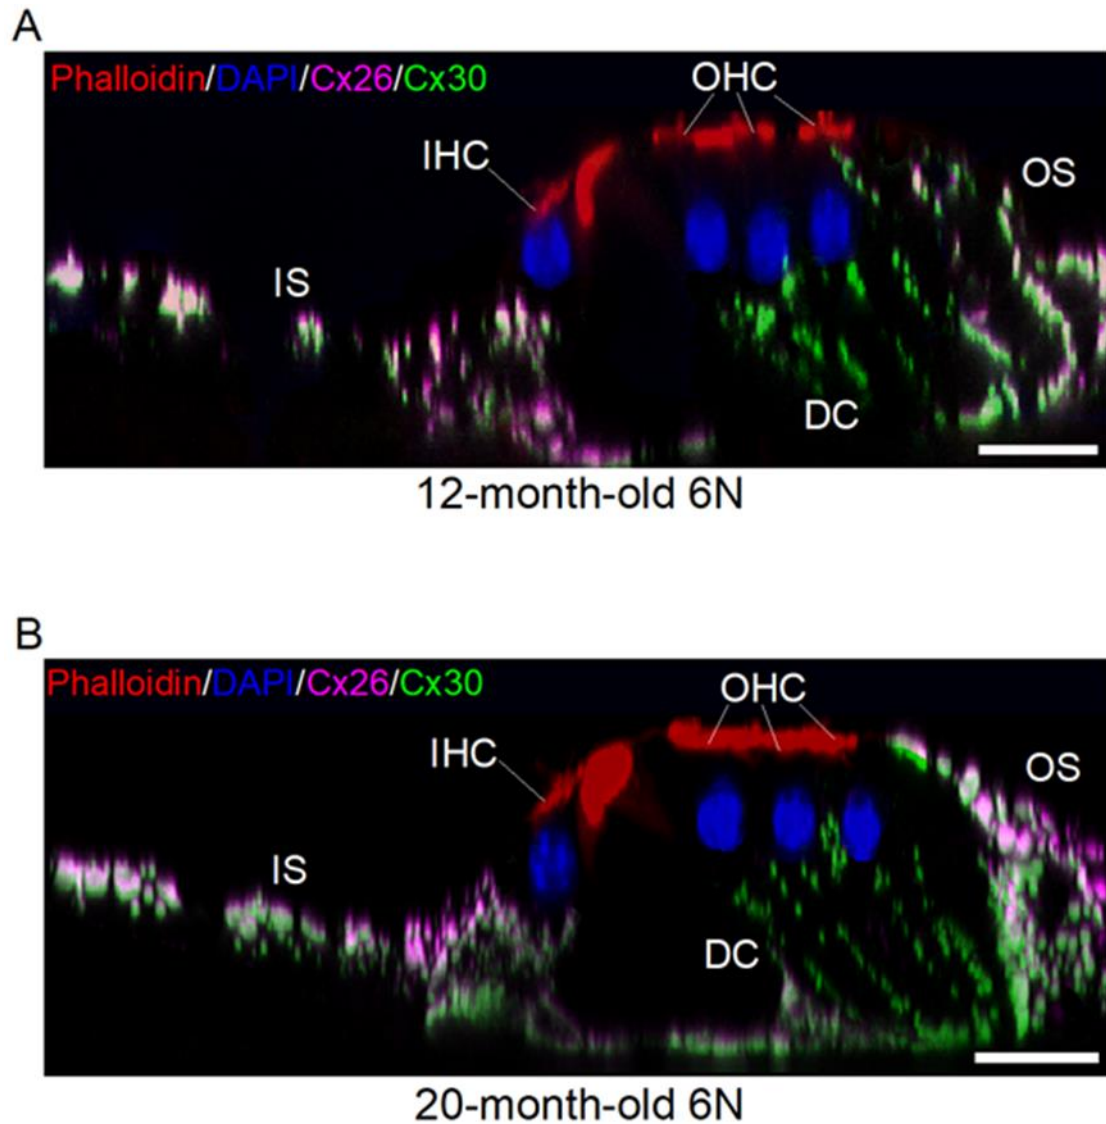 A
Phalloidin/DAPI/Cx26/Cx30
OHC
IHC
OS
IS
DC
12-month-old 6N
B
Phalloidin/DAPI/Cx26/Cx30
OHC
IHC
OS
IS
DC
20-month-old 6N